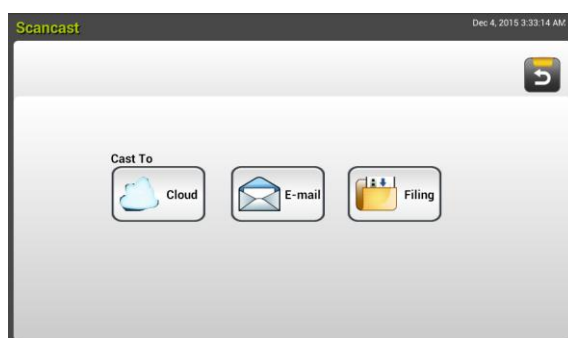 Scancast
Dec 4, 2015 3:33:14 AM
Cast To
Cloud
E-mail
Filing